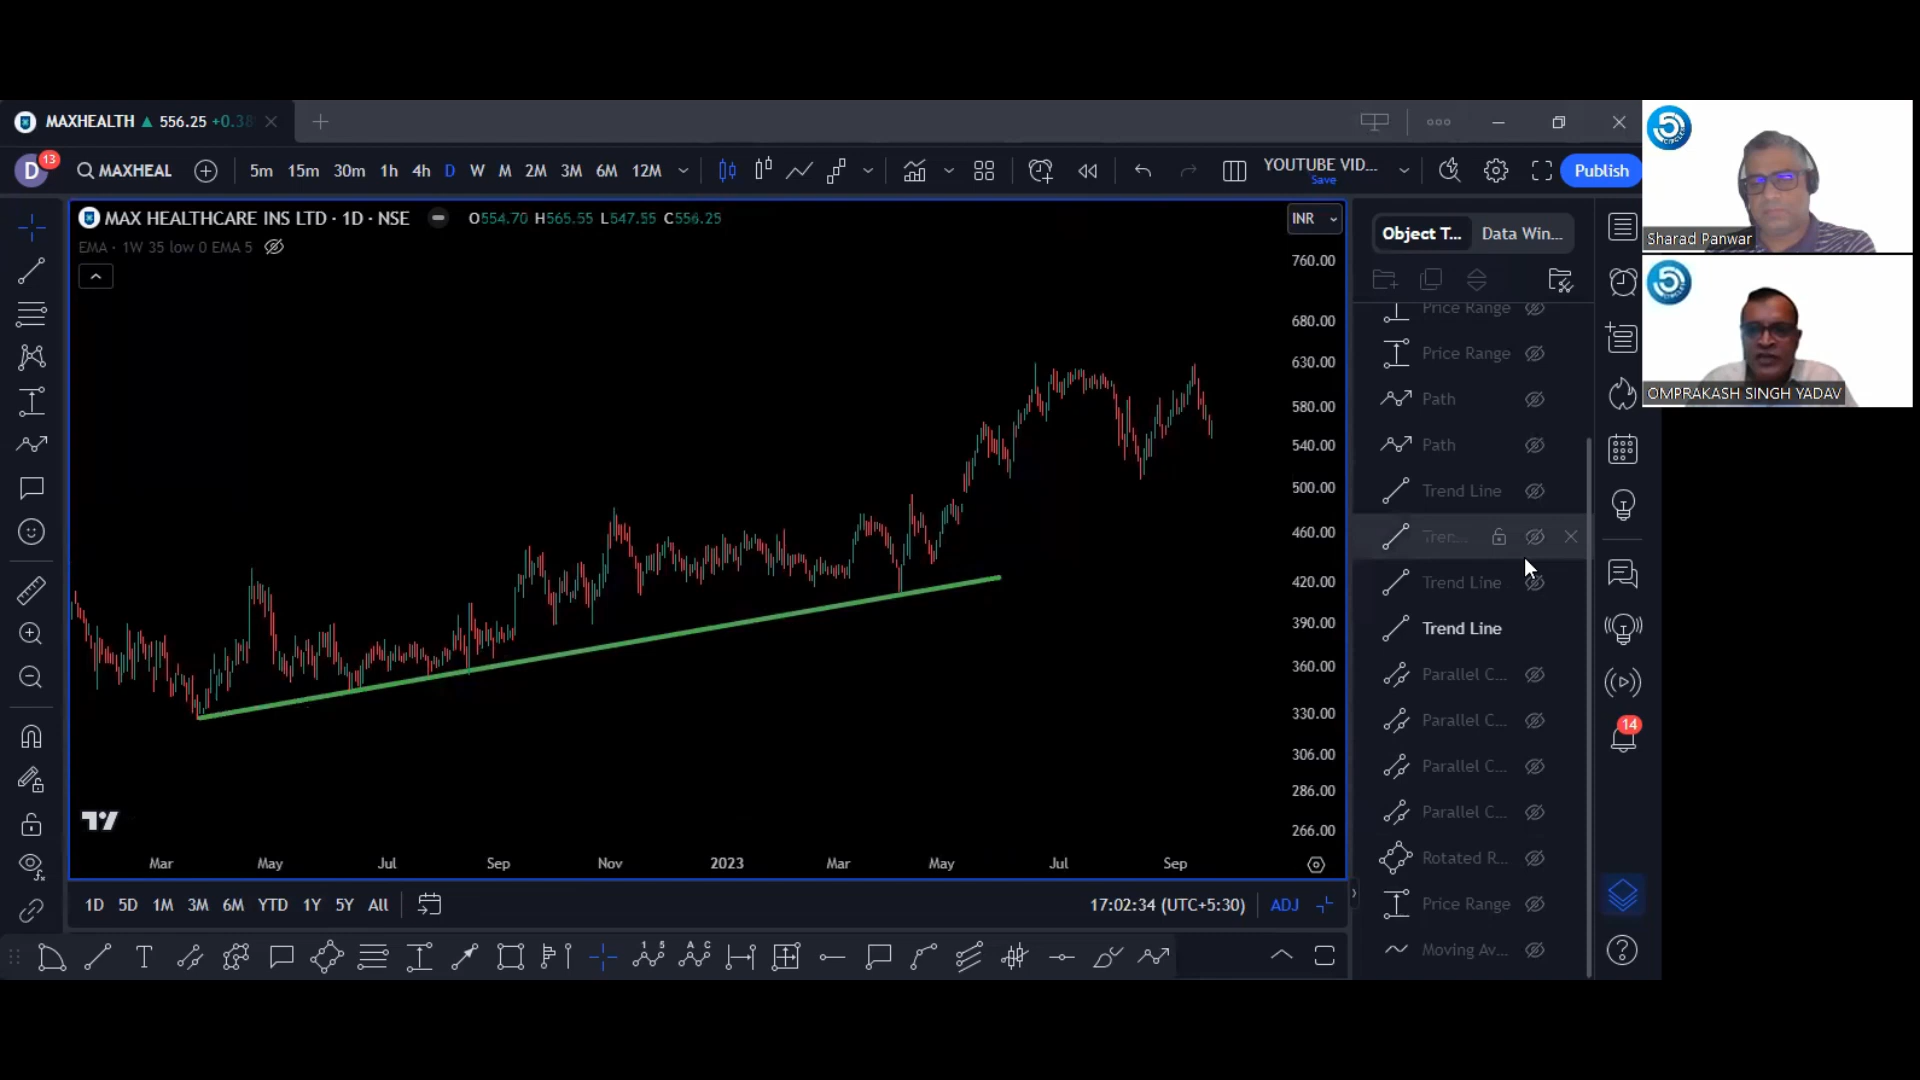 MAXHEALTH ▲ 556.25 +0.38
D 13 MAXHEAL 5m 15m 30m 1h 4h D W M 2M 3M 6M 12M YOUTUBE VID... Save Publish
MAX HEALTHCARE INS LTD · 1D · NSE O554.70 H565.55 L547.55 C556.25 INR
EMA · 1W 35 low 0 EMA 5
760.00
680.00
630.00
580.00
540.00
500.00
460.00
420.00
390.00
360.00
330.00
306.00
286.00
266.00
Mar May Jul Sep Nov 2023 Mar May Jul Sep
1D 5D 1M 3M 6M YTD 1Y 5Y All 17:02:34 (UTC+5:30) ADJ
Object T... Data Win...
Price Range
Price Range
Path
Path
Trend Line
Tren...
Trend Line
Trend Line
Parallel C...
Parallel C...
Parallel C...
Parallel C...
Rotated R...
Price Range
Moving Av...
14
Sharad Panwar
OMPRAKASH SINGH YADAV